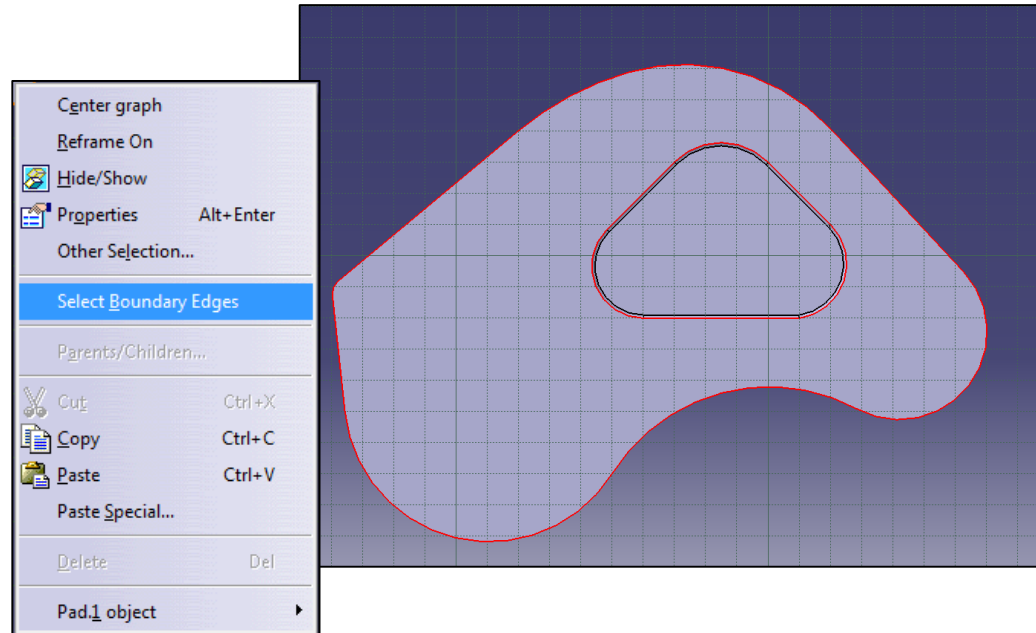 Center graph
Reframe On
Hide/Show
Properties Alt+Enter
Other Selection...
Select Boundary Edges
Parents/Children...
Cut Ctrl+X
Copy Ctrl+C
Paste Ctrl+V
Paste Special...
Delete Del
Pad.1 object